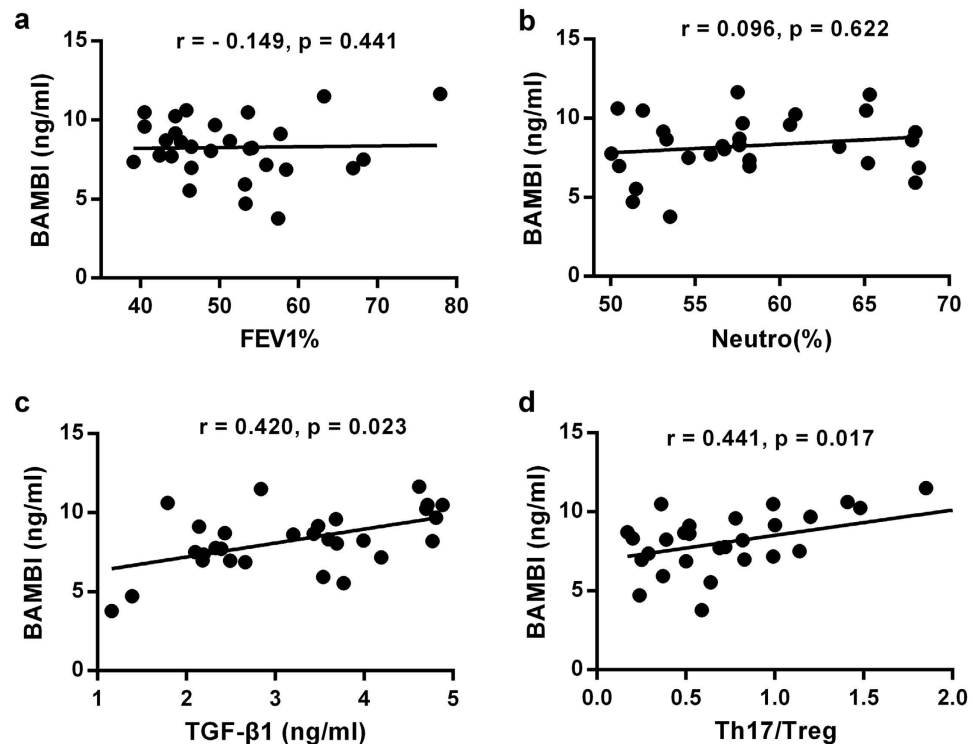 a
r = - 0.149, p = 0.441
BAMBI (ng/ml)
15
10
5
0
40 50 60 70 80
FEV1%
b
r = 0.096, p = 0.622
BAMBI (ng/ml)
15
10
5
0
50 55 60 65 70
Neutro(%)
c
r = 0.420, p = 0.023
BAMBI (ng/ml)
15
10
5
0
1 2 3 4 5
TGF-β1 (ng/ml)
d
r = 0.441, p = 0.017
BAMBI (ng/ml)
15
10
5
0
0.0 0.5 1.0 1.5 2.0
Th17/Treg